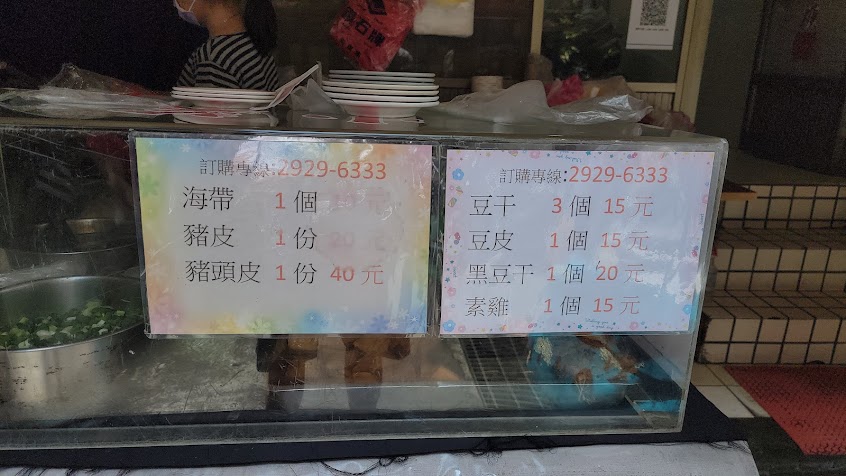 訂購專線:2929-6333
海帶 1 個
豬皮 1 份 20 元
豬頭皮 1 份 40 元
訂購專線:2929-6333
豆干 3 個 15 元
豆皮 1 個 15 元
黑豆干 1 個 20 元
素雞 1 個 15 元